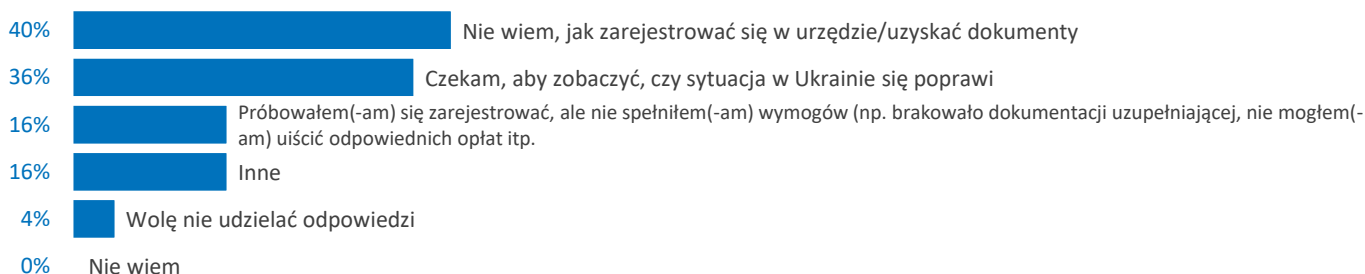 40% Nie wiem, jak zarejestrować się w urzędzie/uzyskać dokumenty
36% Czekam, aby zobaczyć, czy sytuacja w Ukrainie się poprawi
16% Próbowałem(-am) się zarejestrować, ale nie spełniłem(-am) wymogów (np. brakowało dokumentacji uzupełniającej, nie mogłem(-
am) uiścić odpowiednich opłat itp.
16% Inne
4% Wolę nie udzielać odpowiedzi
0% Nie wiem